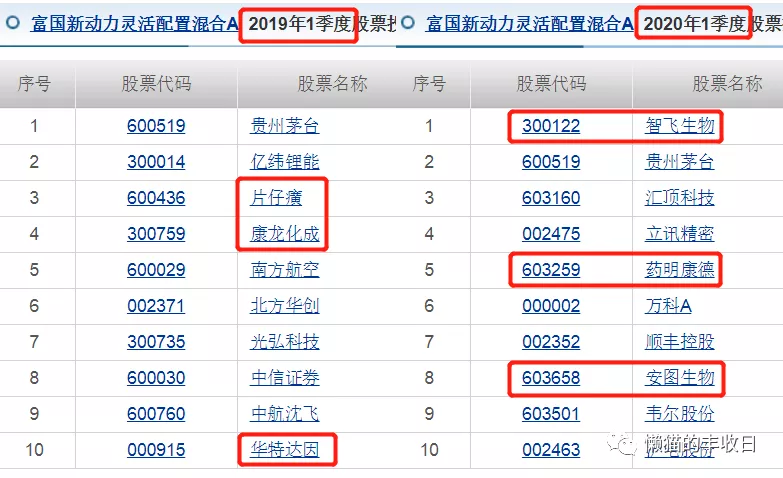 富国新动力灵活配置混合A 2019年1季度股票投 富国新动力灵活配置混合A 2020年1季度股票
序号 股票代码 股票名称 序号 股票代码 股票名称
1 600519 贵州茅台 1 300122 智飞生物
2 300014 亿纬锂能 2 600519 贵州茅台
3 600436 片仔癀 3 603160 汇顶科技
4 300759 康龙化成 4 002475 立讯精密
5 600029 南方航空 5 603259 药明康德
6 002371 北方华创 6 000002 万科A
7 300735 光弘科技 7 002352 顺丰控股
8 600030 中信证券 8 603658 安图生物
9 600760 中航沈飞 9 603501 韦尔股份
10 000915 华特达因 10 002463
懒猫的丰收日